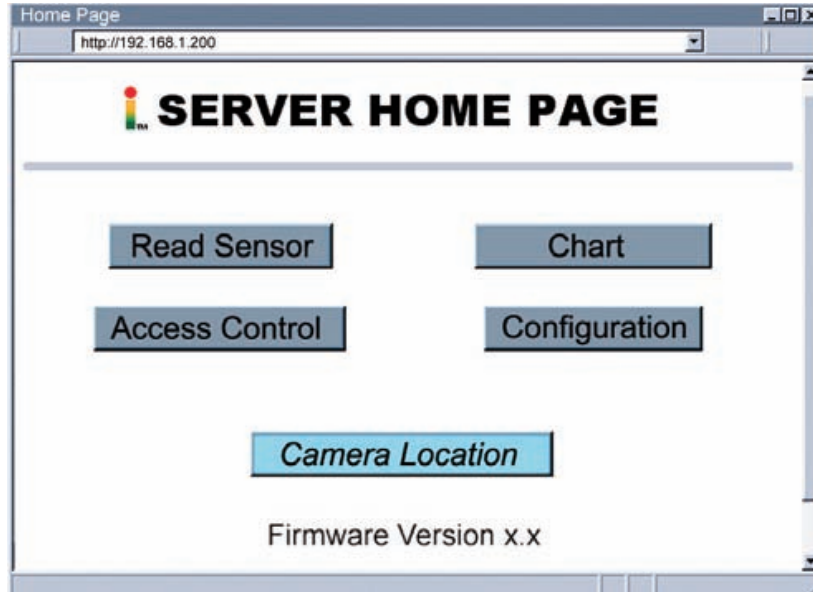 Home Page
http://192.168.1.200
i™ SERVER HOME PAGE
Read Sensor
Chart
Access Control
Configuration
Camera Location
Firmware Version x.x